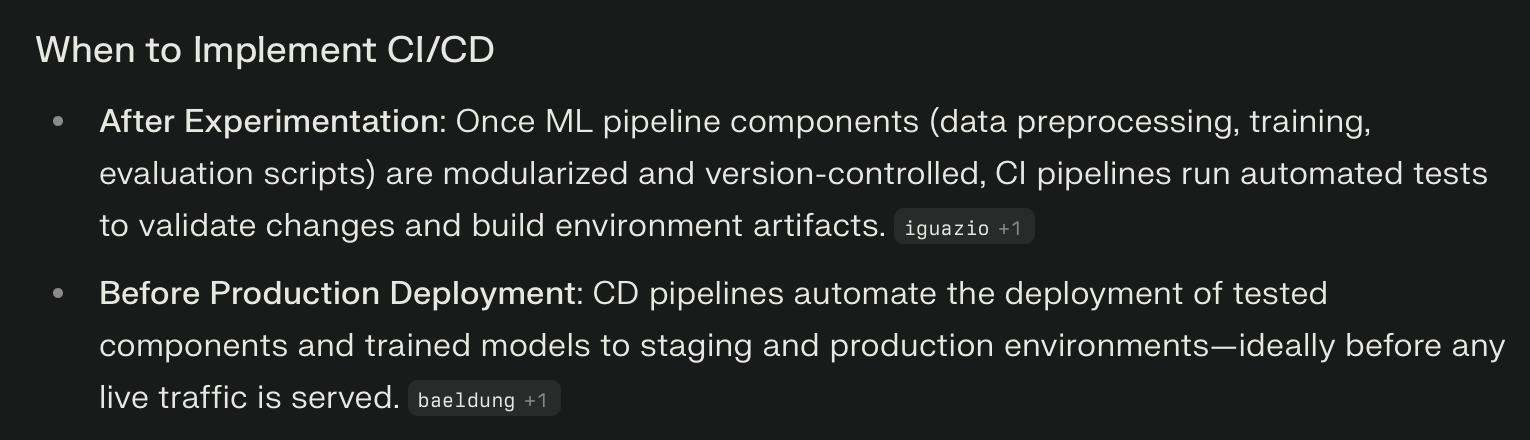 When to Implement CI/CD
• After Experimentation: Once ML pipeline components (data preprocessing, training,
evaluation scripts) are modularized and version-controlled, CI pipelines run automated tests
to validate changes and build environment artifacts. iguazio +1
• Before Production Deployment: CD pipelines automate the deployment of tested
components and trained models to staging and production environments—ideally before any
live traffic is served. baeldung +1